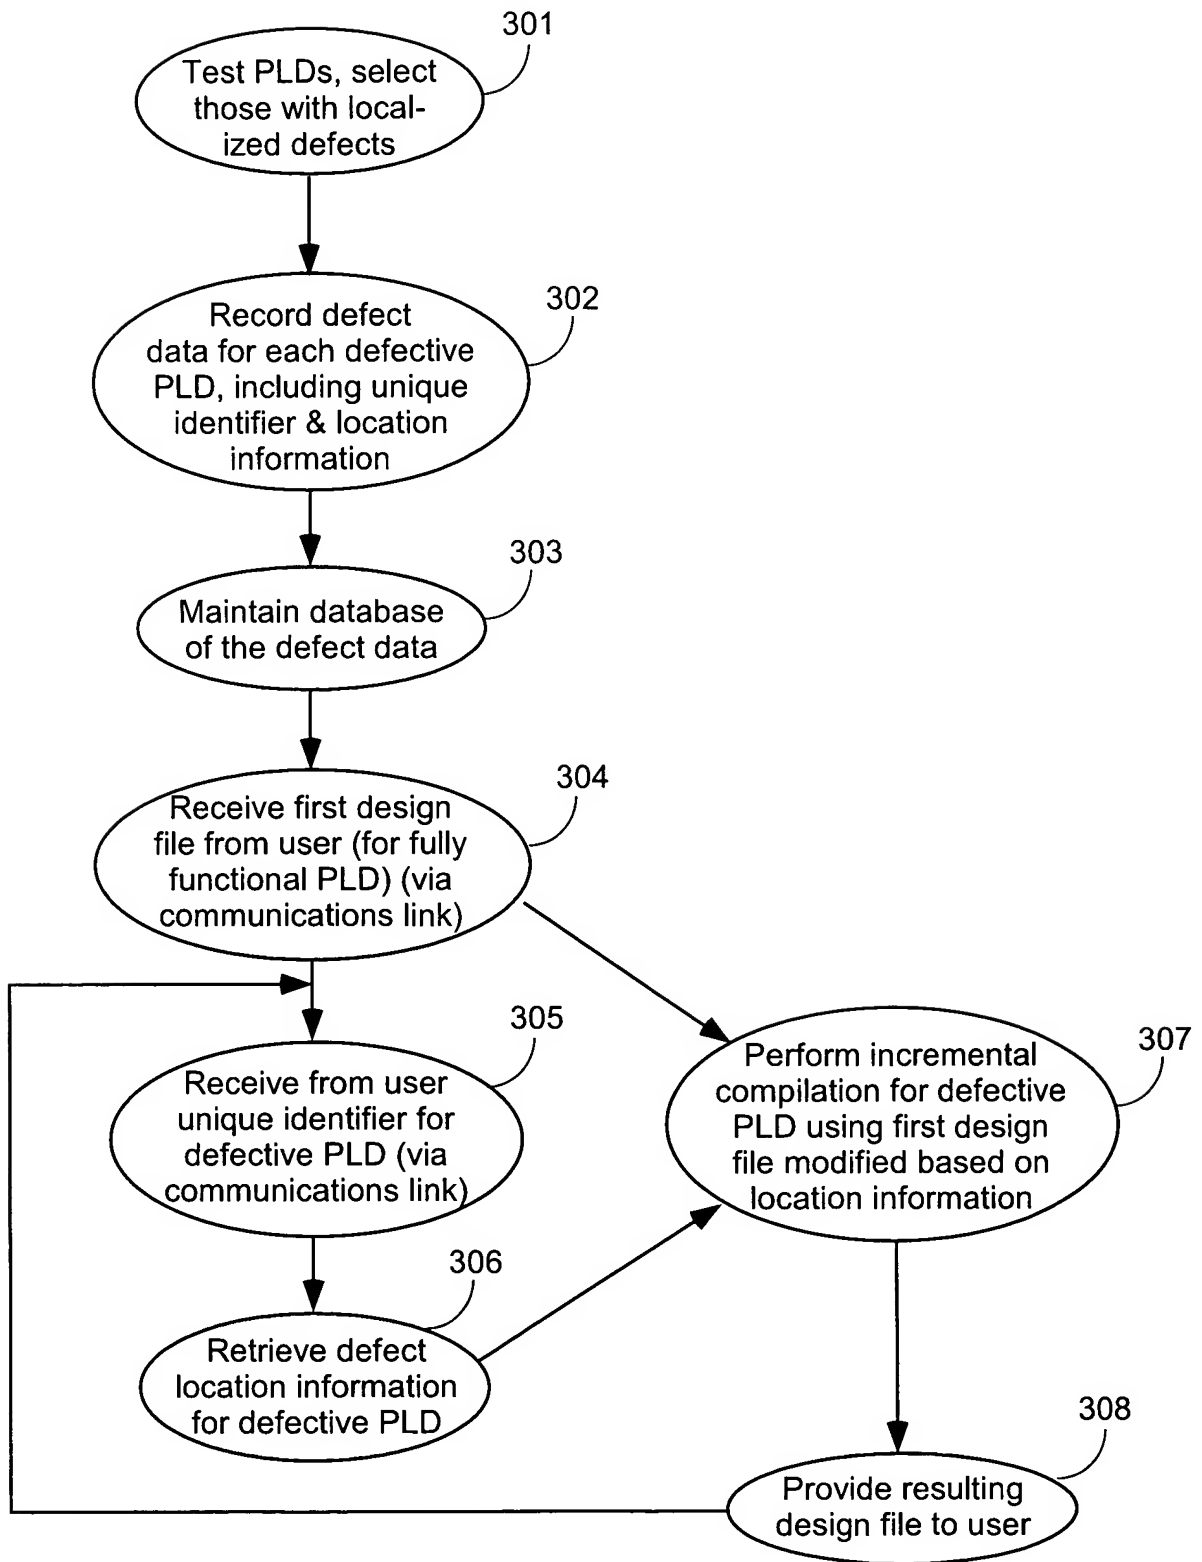 301
Test PLDs, select
those with local-
ized defects
302
Record defect
data for each defective
PLD, including unique
identifier & location
information
303
Maintain database
of the defect data
304
Receive first design
file from user (for fully
functional PLD) (via
communications link)
305
Receive from user
unique identifier for
defective PLD (via
communications link)
307
Perform incremental
compilation for defective
PLD using first design
file modified based on
location information
306
Retrieve defect
location information
for defective PLD
308
Provide resulting
design file to user